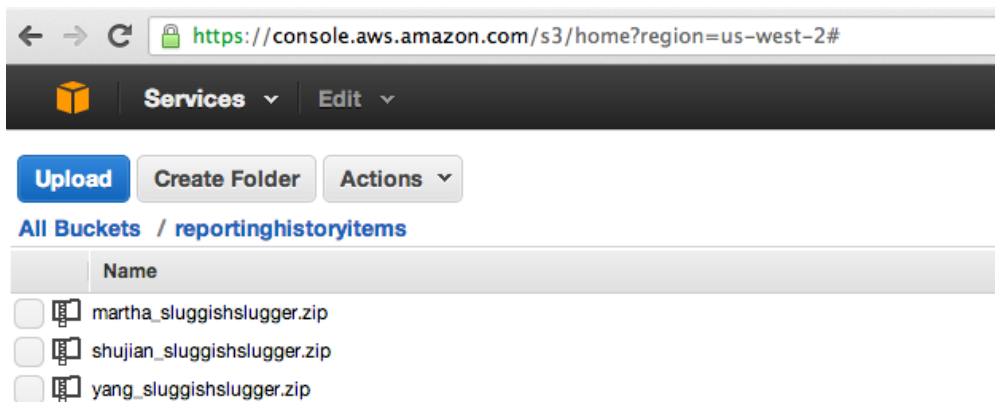 https://console.aws.amazon.com/s3/home?region=us-west-2#
Services Edit
Upload Create Folder Actions
All Buckets / reportinghistoryitems
Name
martha_sluggishslugger.zip
shujian_sluggishslugger.zip
yang_sluggishslugger.zip